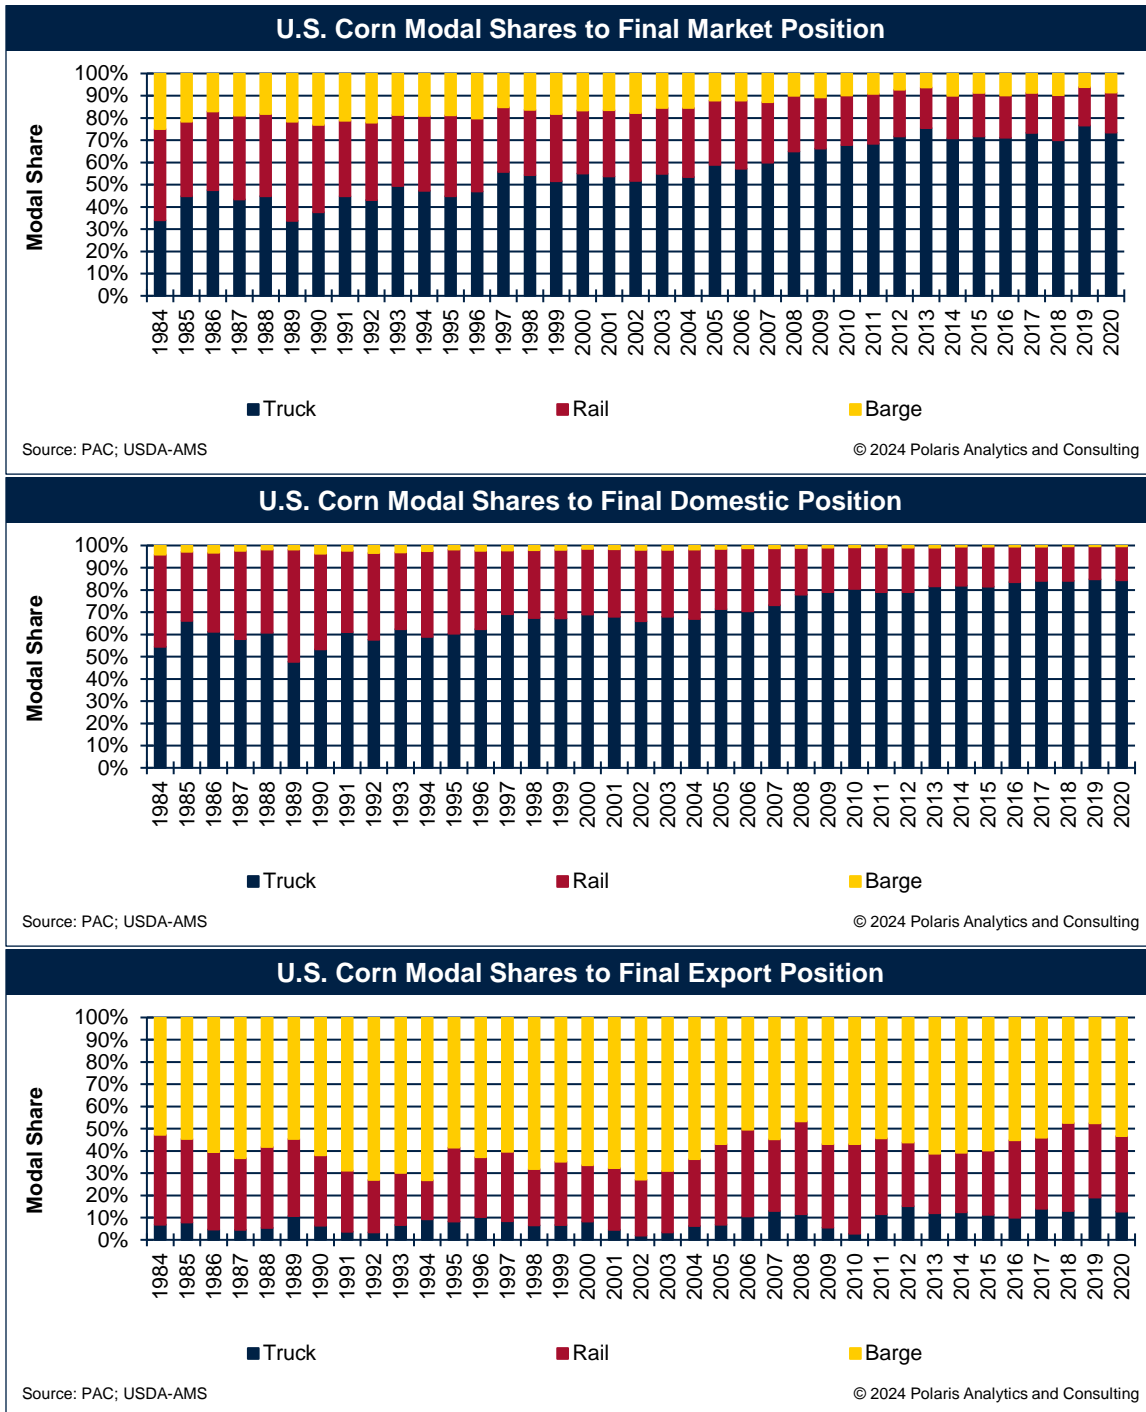 U.S. Corn Modal Shares to Final Market Position
100%
90%
80%
70%
60%
50%
40%
30%
20%
10%
0%
Modal Share
1984 1985 1986 1987 1988 1989 1990 1991 1992 1993 1994 1995 1996 1997 1998 1999 2000 2001 2002 2003 2004 2005 2006 2007 2008 2009 2010 2011 2012 2013 2014 2015 2016 2017 2018 2019 2020
Truck Rail Barge
Source: PAC; USDA-AMS © 2024 Polaris Analytics and Consulting
U.S. Corn Modal Shares to Final Domestic Position
100%
90%
80%
70%
60%
50%
40%
30%
20%
10%
0%
Modal Share
1984 1985 1986 1987 1988 1989 1990 1991 1992 1993 1994 1995 1996 1997 1998 1999 2000 2001 2002 2003 2004 2005 2006 2007 2008 2009 2010 2011 2012 2013 2014 2015 2016 2017 2018 2019 2020
Truck Rail Barge
Source: PAC; USDA-AMS © 2024 Polaris Analytics and Consulting
U.S. Corn Modal Shares to Final Export Position
100%
90%
80%
70%
60%
50%
40%
30%
20%
10%
0%
Modal Share
1984 1985 1986 1987 1988 1989 1990 1991 1992 1993 1994 1995 1996 1997 1998 1999 2000 2001 2002 2003 2004 2005 2006 2007 2008 2009 2010 2011 2012 2013 2014 2015 2016 2017 2018 2019 2020
Truck Rail Barge
Source: PAC; USDA-AMS © 2024 Polaris Analytics and Consulting